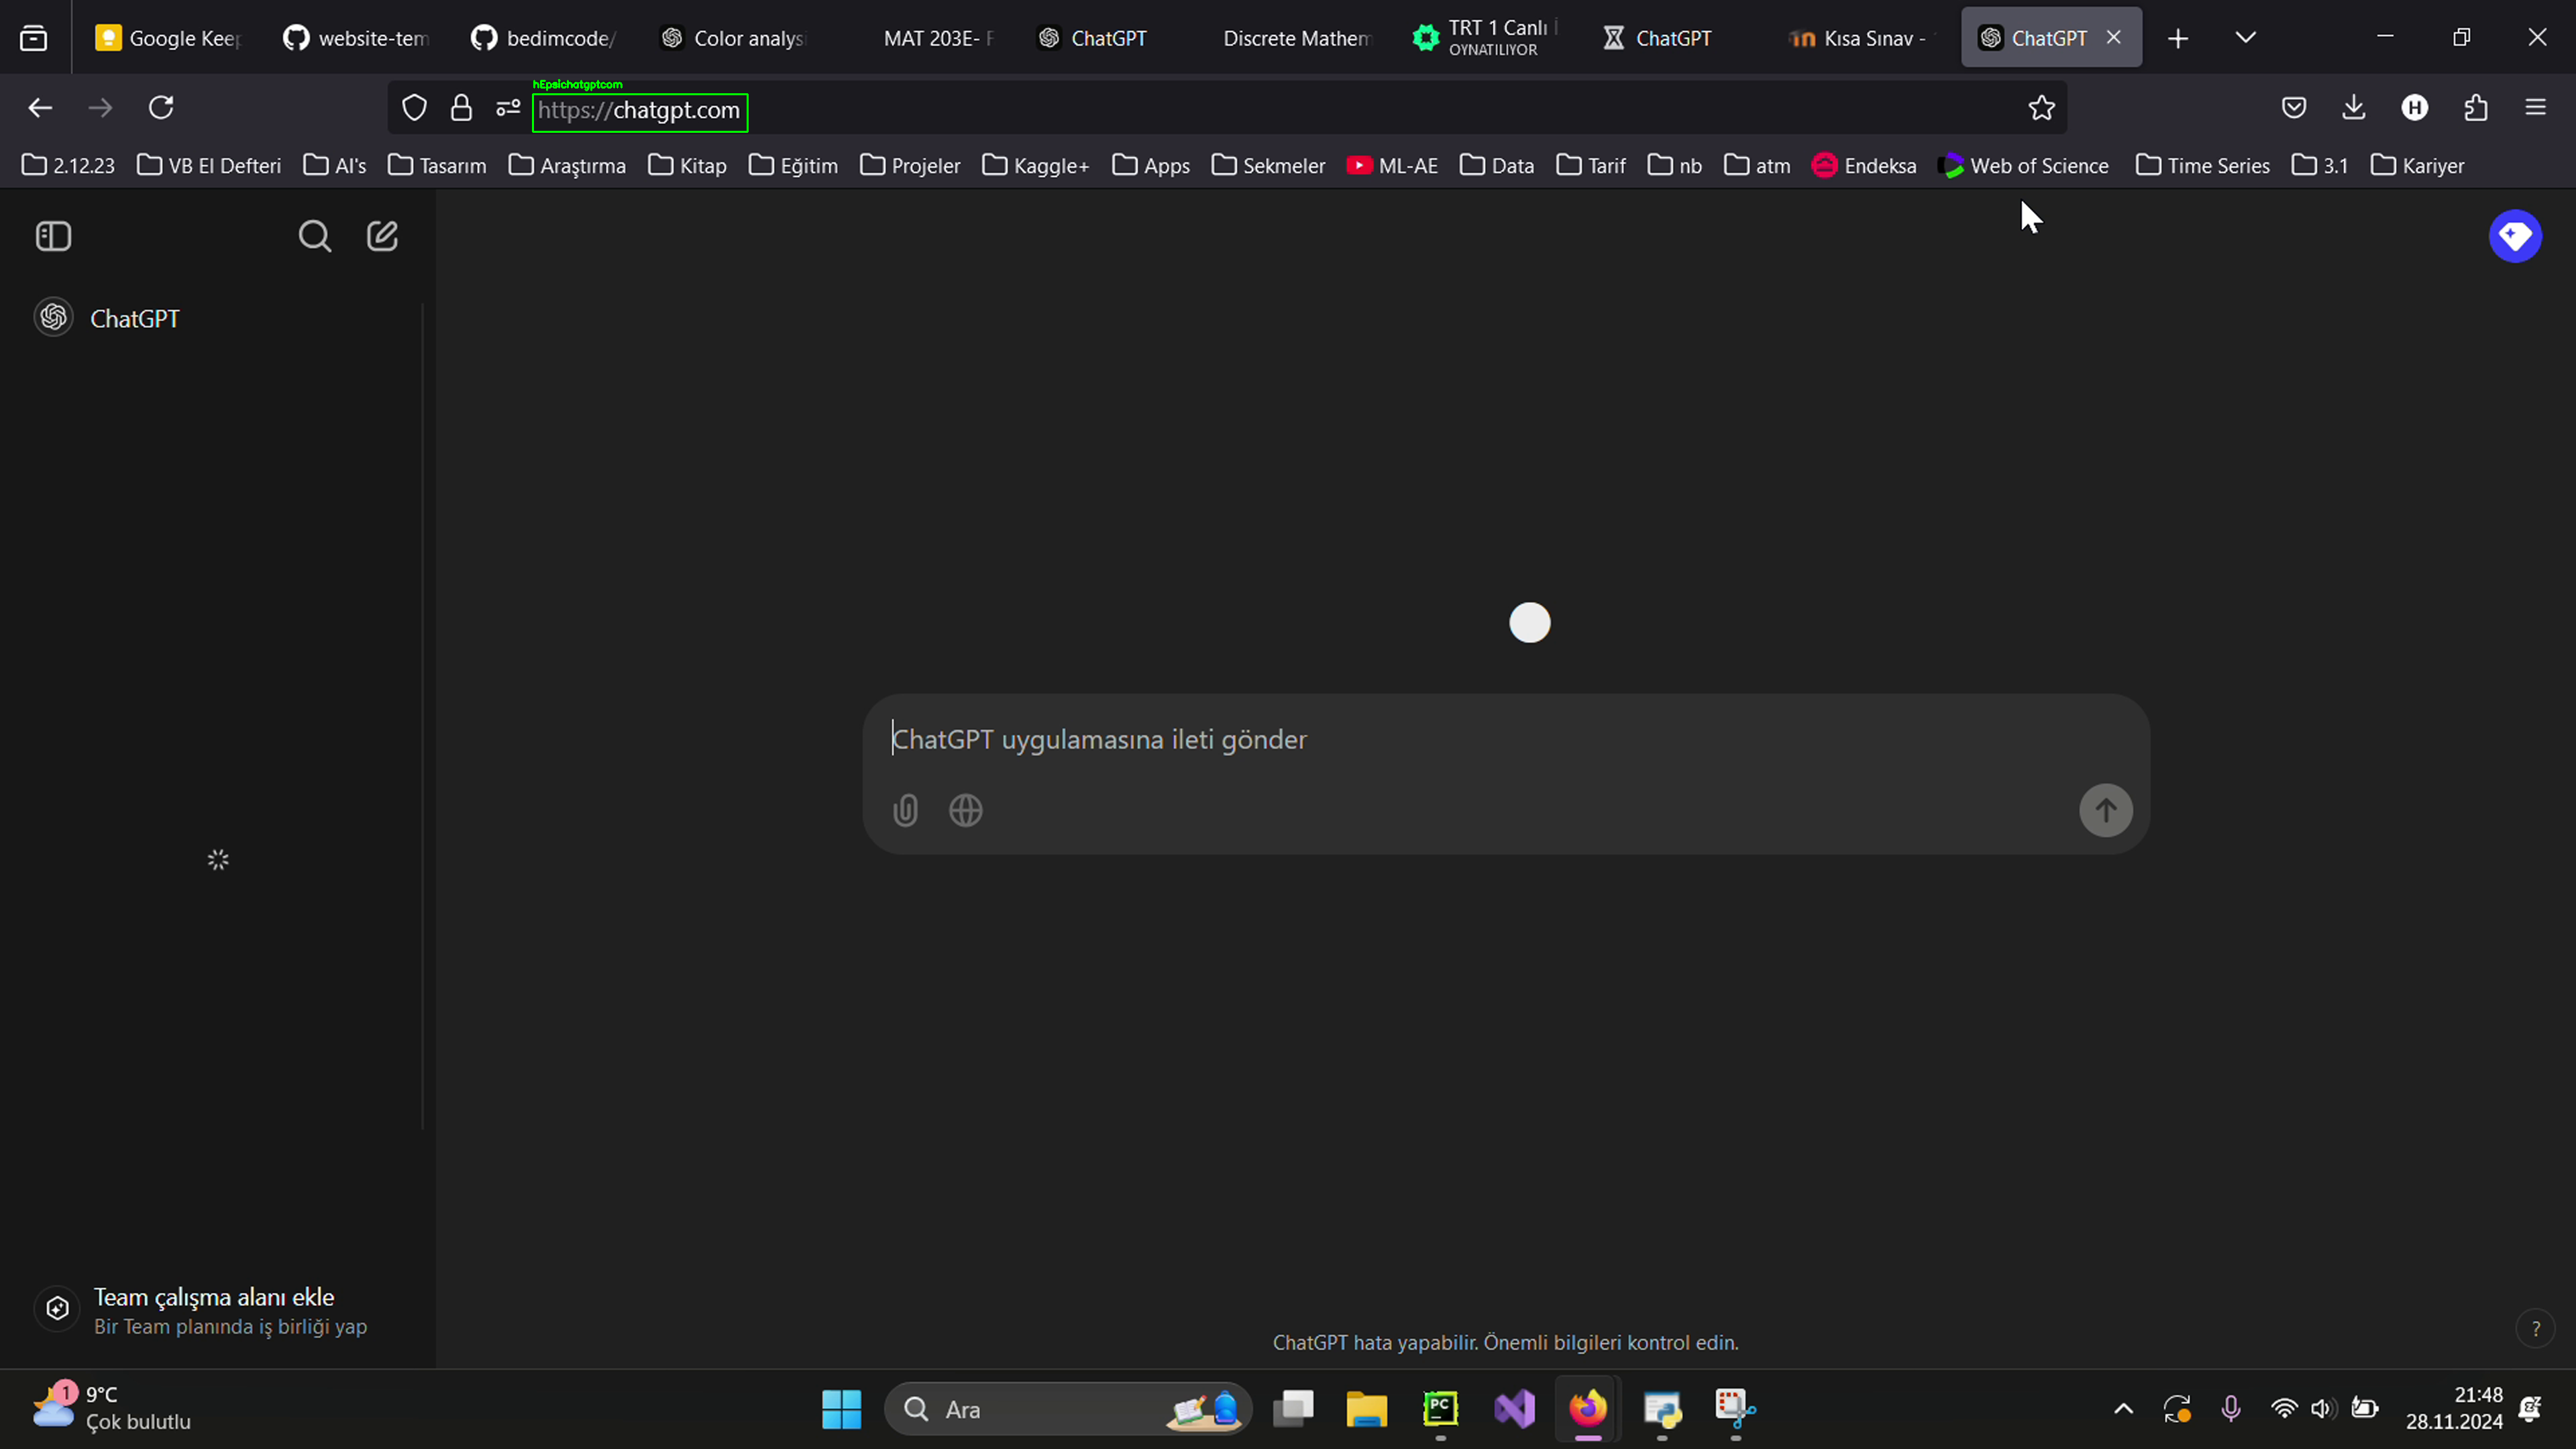 Google Keep
website-tem
bedimcode/
Color analysi
MAT 203E- F
ChatGPT
Discrete Mathem
TRT 1 Canlı İ
OYNATILIYOR
ChatGPT
Kısa Sınav -
ChatGPT
hEpsichatgptcom
https://chatgpt.com
H
2.12.23
VB El Defteri
AI's
Tasarım
Araştırma
Kitap
Eğitim
Projeler
Kaggle+
Apps
Sekmeler
ML-AE
Data
Tarif
nb
atm
Endeksa
Web of Science
Time Series
3.1
Kariyer
ChatGPT
ChatGPT uygulamasına ileti gönder
Team çalışma alanı ekle
Bir Team planında iş birliği yap
ChatGPT hata yapabilir. Önemli bilgileri kontrol edin.
?
1
9°C
Çok bulutlu
Ara
PC
21:48
28.11.2024